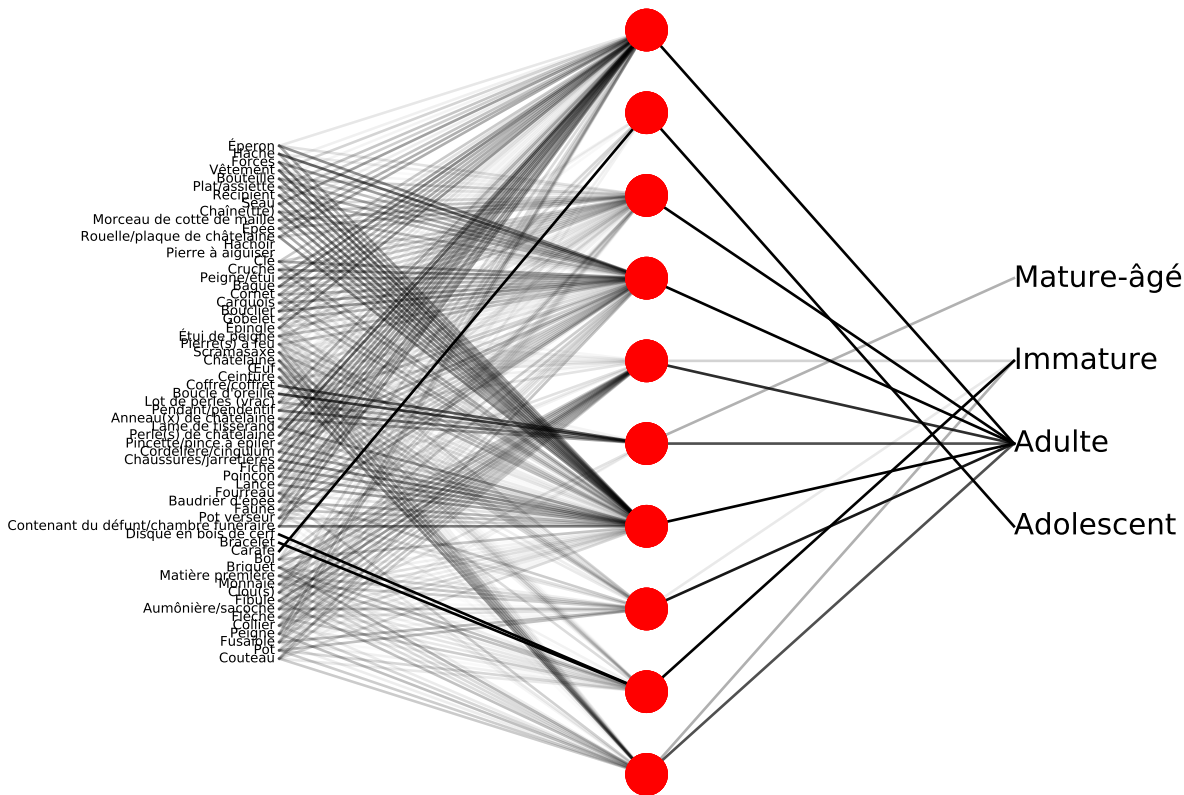 Éperon
Hache
Forces
Vêtement
Bouteille
Plat/assiette
Récipient
Seau
Chaîne(tte)
Morceau de cotte de maille
Épée
Rouelle/plaque de châtelaine
Hachoir
Pierre à aiguiser
Clé
Cruche
Peigne/étui
Bague
Cornet
Carquois
Bouclier
Gobelet
Épingle
Étui de peigne
Pierre(s) à feu
Scramasaxe
Châtelaine
Œuf
Ceinture
Coffre/coffret
Boucle d'oreille
Lot de perles (vrac)
Pendant/pendentif
Anneau(x) de châtelaine
Lame de tisserand
Perle(s) de châtelaine
Pincette/pince à épiler
Cordelière/cingulum
Chaussures/jarretières
Fiche
Poinçon
Lance
Fourreau
Baudrier d'épée
Faune
Pot verseur
Contenant du défunt/chambre funéraire
Disque en bois de cerf
Bracelet
Carafe
Bol
Briquet
Matière première
Monnaie
Clou(s)
Fibule
Aumônière/sacoche
Flèche
Collier
Peigne
Fusaïole
Pot
Couteau
Mature-âgé
Immature
Adulte
Adolescent